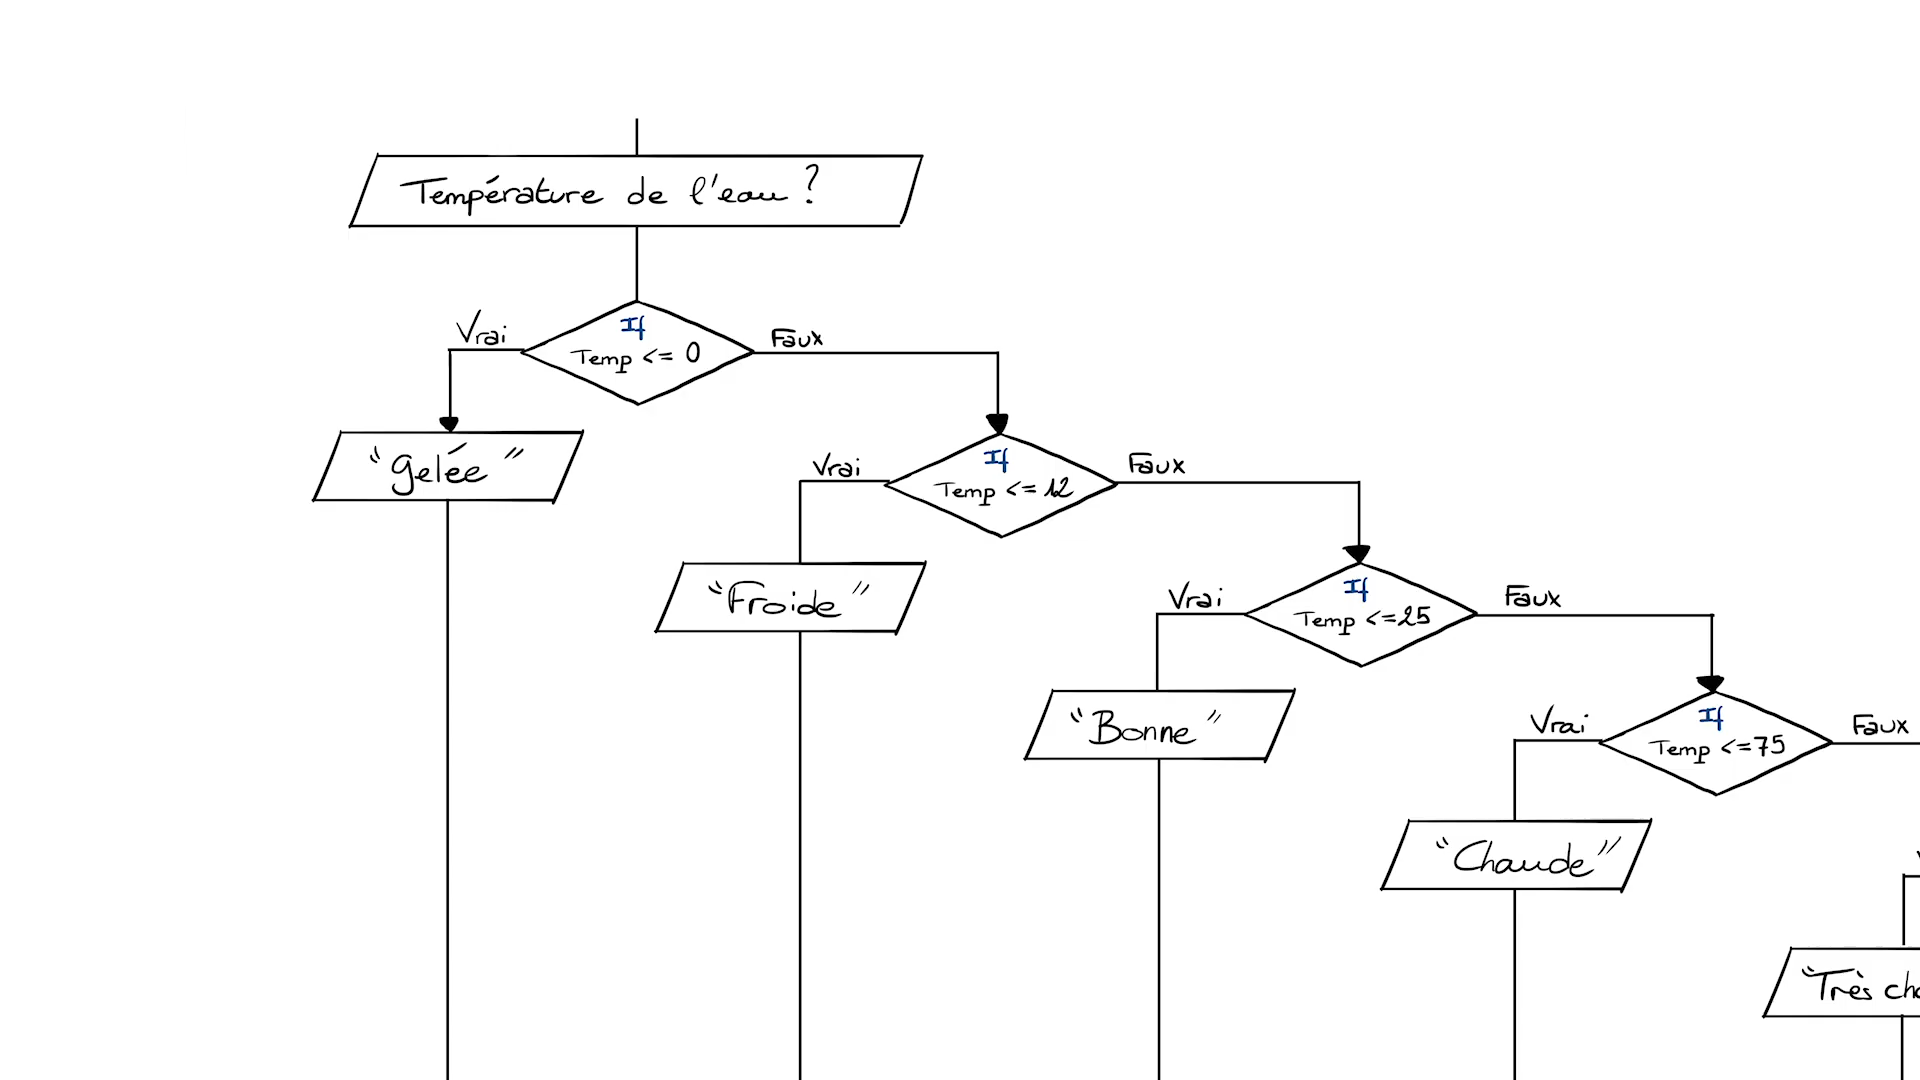 Température de l'eau ?
If
Temp <= 0
Vrai
Faux
"gelée"
If
Temp <= 12
Vrai
Faux
"Froide"
If
Temp <=25
Vrai
Faux
"Bonne"
If
Temp <=75
Vrai
Faux
"Chaude"
"Très